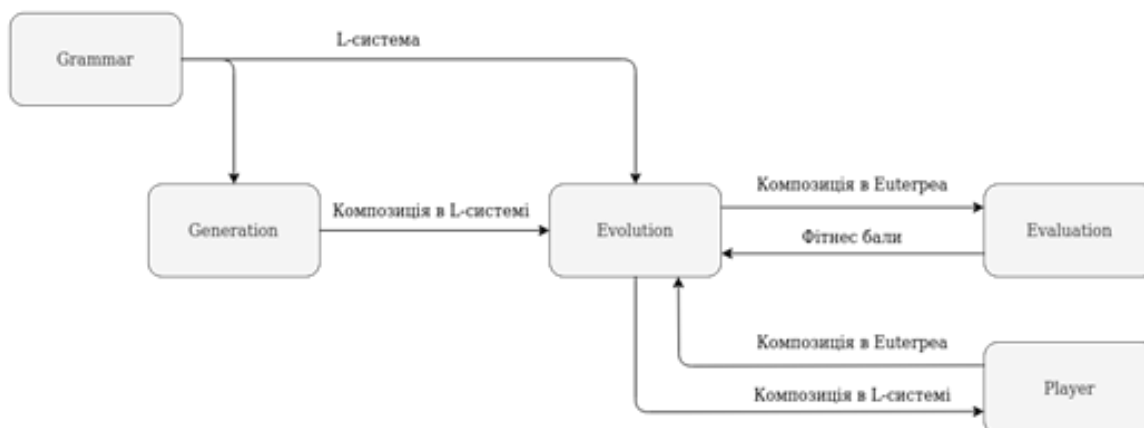 L-система
Grammar
Композиція в Euterpea
Композиція в L-системі
Generation
Evolution
Evaluation
Фітнес бали
Композиція в Euterpea
Player
Композиція в L-системі